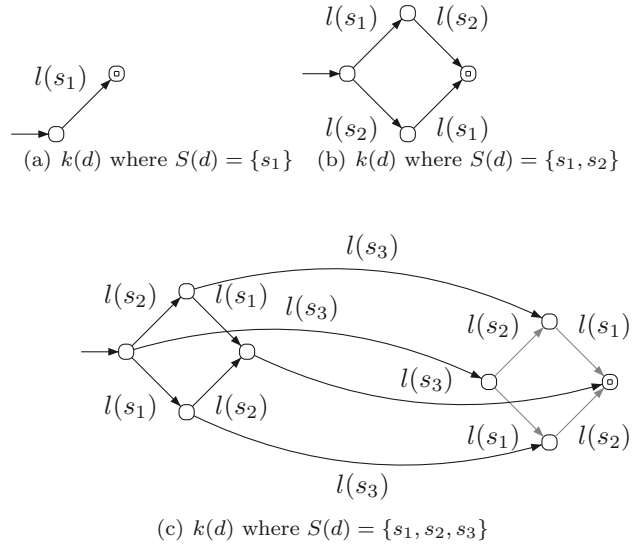 l(s₁) l(s₂)
l(s₁)
l(s₂) l(s₁)
(a) k(d) where S(d) = {s₁} (b) k(d) where S(d) = {s₁, s₂}
l(s₃)
l(s₂) l(s₁) l(s₃)
l(s₂) l(s₁)
l(s₃)
l(s₁) l(s₂)
l(s₁) l(s₂)
l(s₃)
(c) k(d) where S(d) = {s₁, s₂, s₃}